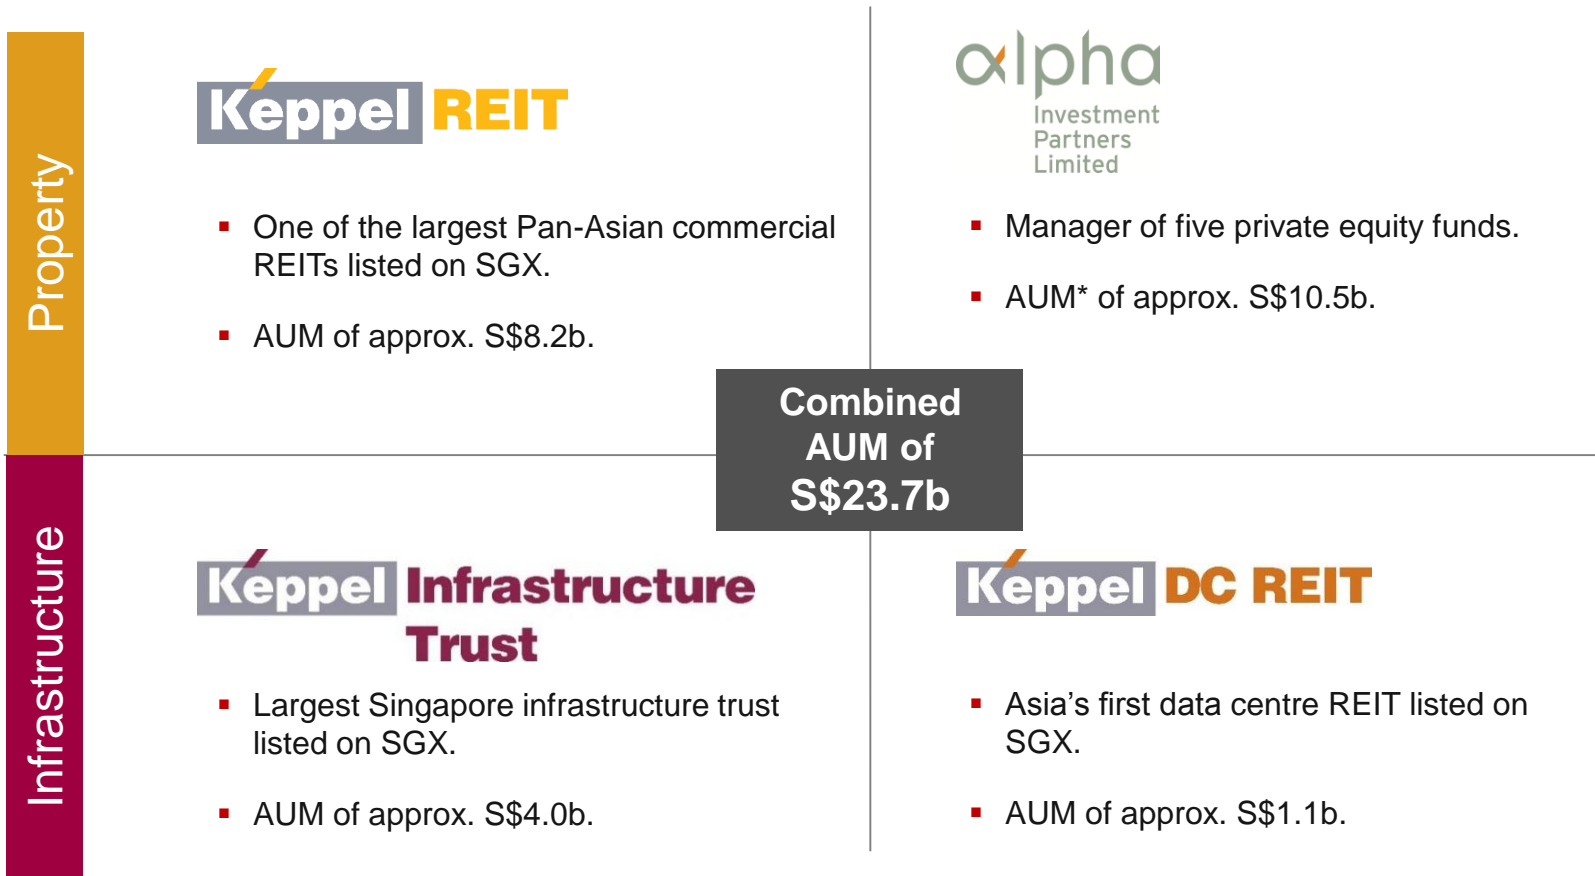 Property
Keppel REIT
▪ One of the largest Pan-Asian commercial
REITs listed on SGX.
▪ AUM of approx. S$8.2b.
alpha
Investment
Partners
Limited
▪ Manager of five private equity funds.
▪ AUM* of approx. S$10.5b.
Combined
AUM of
S$23.7b
Infrastructure
Keppel Infrastructure
Trust
▪ Largest Singapore infrastructure trust
listed on SGX.
▪ AUM of approx. S$4.0b.
Keppel DC REIT
▪ Asia’s first data centre REIT listed on
SGX.
▪ AUM of approx. S$1.1b.